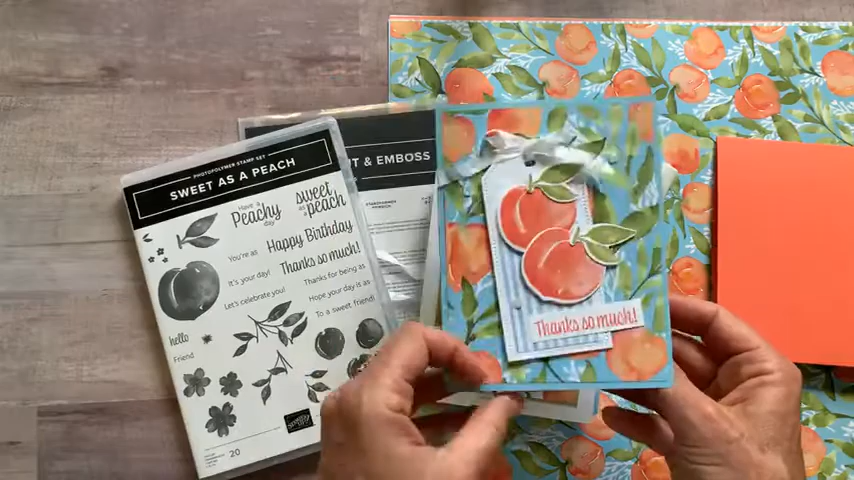 PHOTOPOLYMER STAMP SET
SWEET AS A PEACH
Have a
Peachy
day
sweet
as
a peach
You're as
Happy Birthday
It's your day!
Thanks so much!
Let's celebrate you!
Thanks for being as
Hope your day is as
To a sweet friend!
hello
Friend
20
T & EMBOSS
Thanks so much!